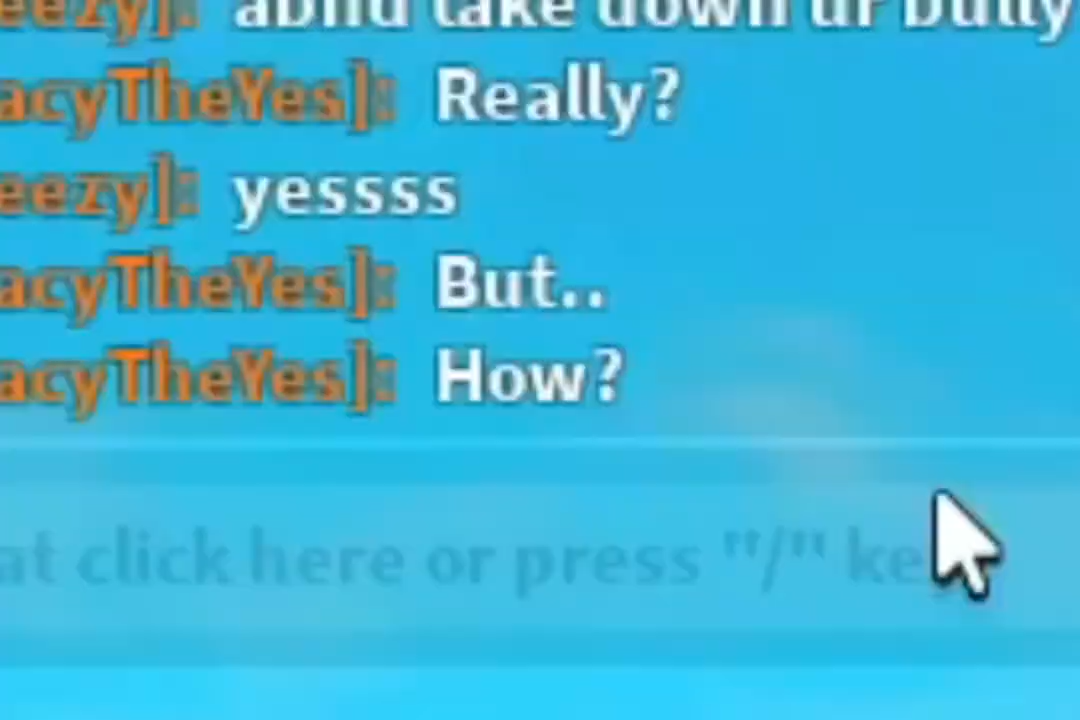 eezy]: abnd take down ur bully
acyTheYes]: Really?
eezy]: yessss
acyTheYes]: But..
acyTheYes]: How?
at click here or press "/" ke